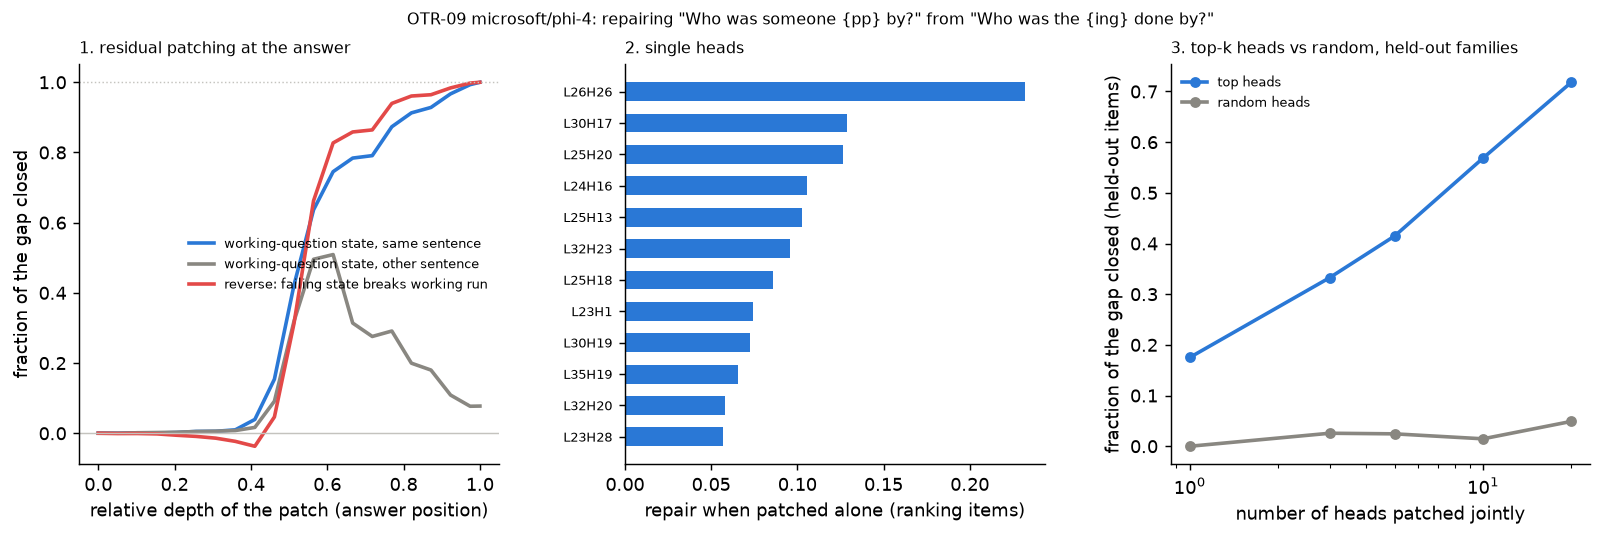 OTR-09 microsoft/phi-4: repairing "Who was someone {pp} by?" from "Who was the {ing} done by?"
1. residual patching at the answer
fraction of the gap closed
1.0
0.8
0.6
0.4
0.2
0.0
working-question state, same sentence
working-question state, other sentence
reverse: failing state breaks working run
0.0 0.2 0.4 0.6 0.8 1.0
relative depth of the patch (answer position)
2. single heads
L26H26
L30H17
L25H20
L24H16
L25H13
L32H23
L25H18
L23H1
L30H19
L35H19
L32H20
L23H28
0.00 0.05 0.10 0.15 0.20
repair when patched alone (ranking items)
3. top-k heads vs random, held-out families
fraction of the gap closed (held-out items)
top heads
random heads
0.7
0.6
0.5
0.4
0.3
0.2
0.1
0.0
10⁰ 10¹
number of heads patched jointly